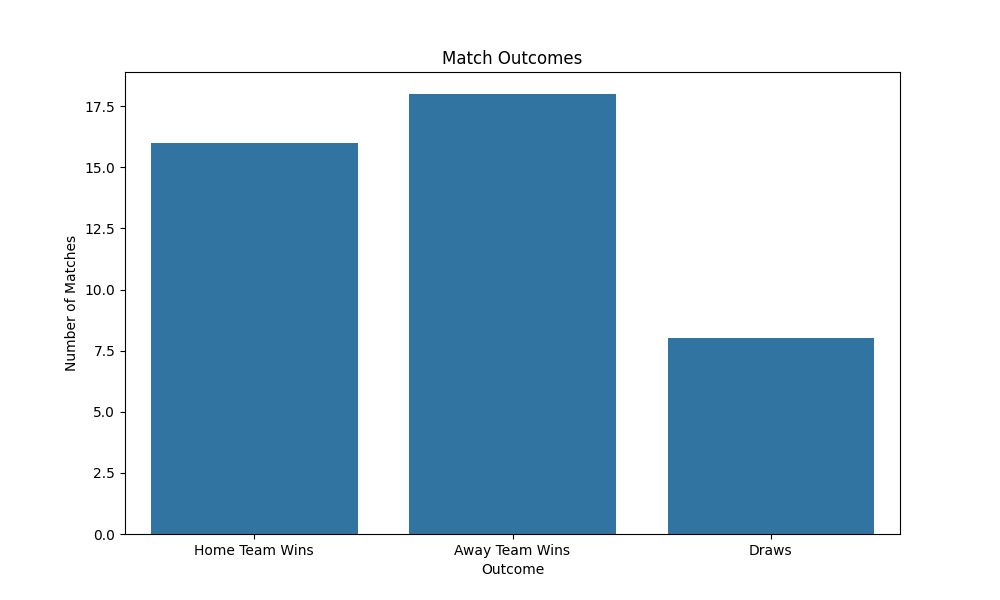 Match Outcomes
Number of Matches
17.5
15.0
12.5
10.0
7.5
5.0
2.5
0.0
Home Team Wins
Away Team Wins
Draws
Outcome